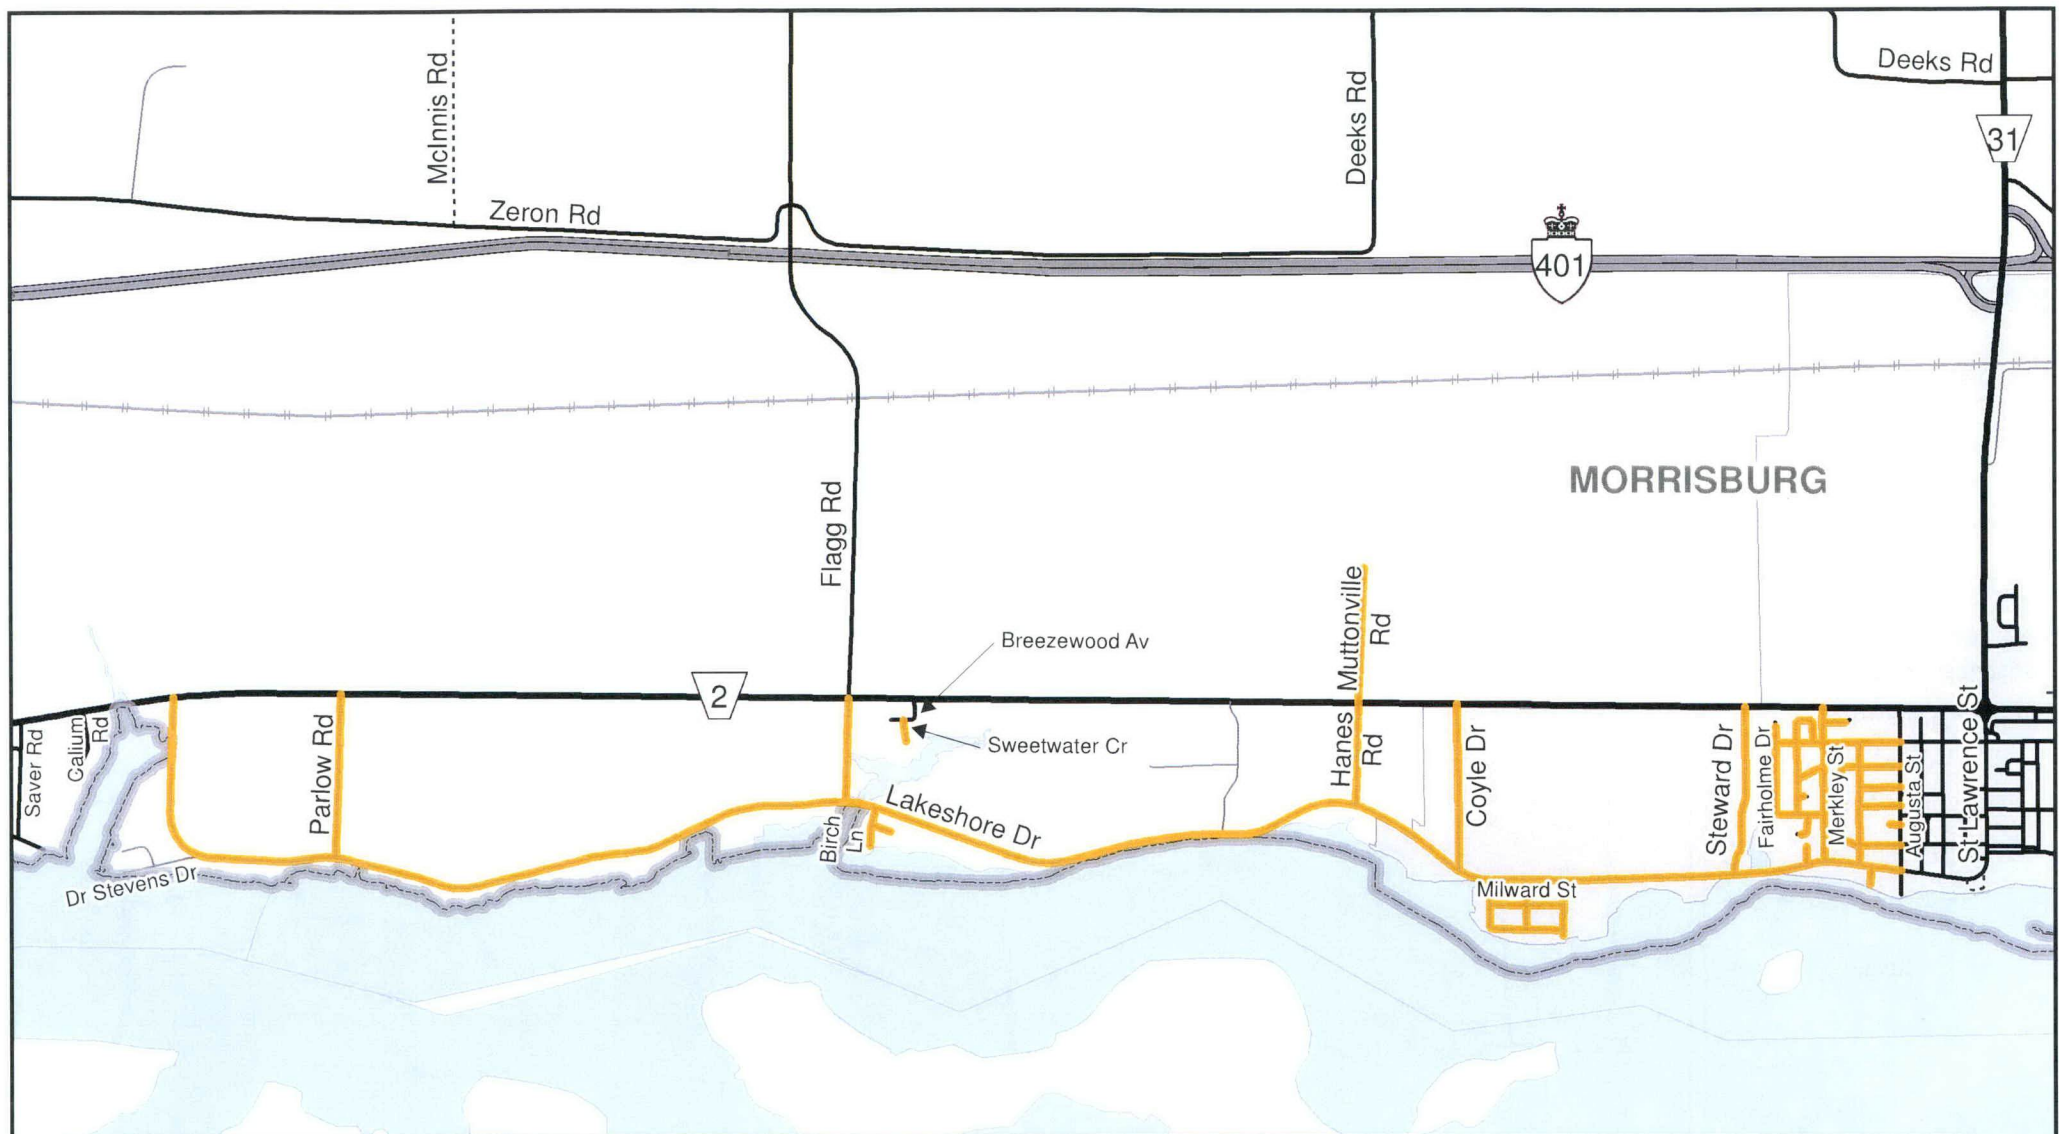 McInnis Rd
Deeks Rd
Deeks Rd
31
Zeron Rd
401
MORRISBURG
Flagg Rd
Muttonville
Rd
Breezewood Av
2
Sweetwater Cr
Saver Rd
Calium
Rd
Parlow Rd
Hanes
Rd
Coyle Dr
Steward Dr
Fairholme Dr
Merkley St
Augusta St
St Lawrence St
Lakeshore Dr
Birch
Ln
Dr Stevens Dr
Milward St